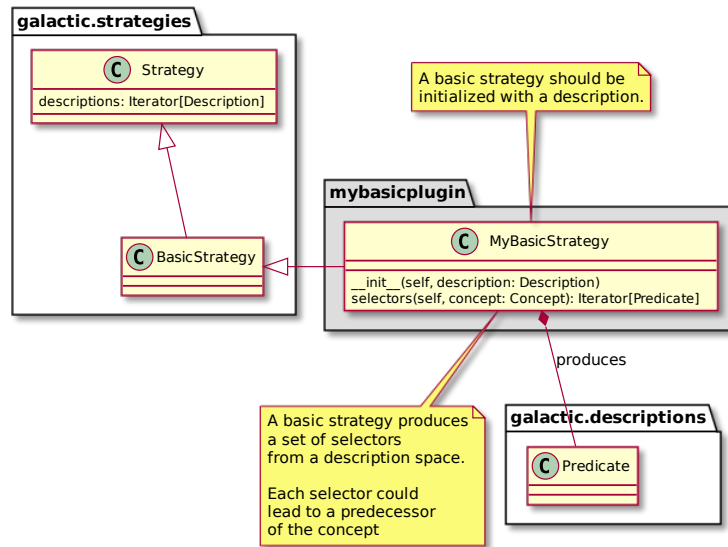 galactic.strategies
C Strategy
descriptions: Iterator[Description]
A basic strategy should be
initialized with a description.
mybasicplugin
C BasicStrategy
C MyBasicStrategy
__init__(self, description: Description)
selectors(self, concept: Concept): Iterator[Predicate]
produces
A basic strategy produces
a set of selectors
from a description space.
Each selector could
lead to a predecessor
of the concept
galactic.descriptions
C Predicate